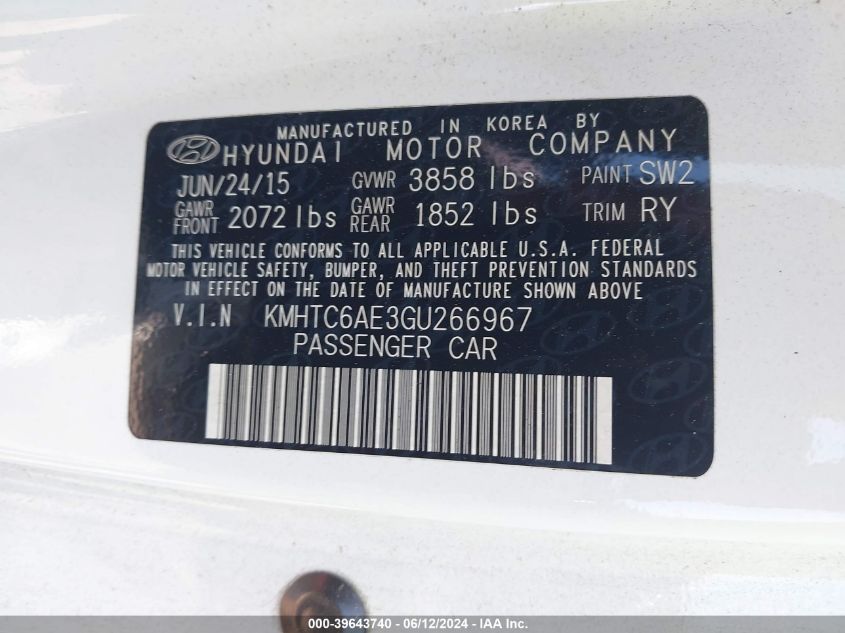 MANUFACTURED IN KOREA BY
HYUNDAI MOTOR COMPANY
JUN/24/15 GVWR 3858 lbs PAINT SW2
GAWR FRONT 2072 lbs GAWR REAR 1852 lbs TRIM RY
THIS VEHICLE CONFORMS TO ALL APPLICABLE U.S.A. FEDERAL
MOTOR VEHICLE SAFETY, BUMPER, AND THEFT PREVENTION STANDARDS
IN EFFECT ON THE DATE OF MANUFACTURE SHOWN ABOVE
V.I.N KMHTC6AE3GU266967
PASSENGER CAR
000-39643740 - 06/12/2024 - IAA Inc.